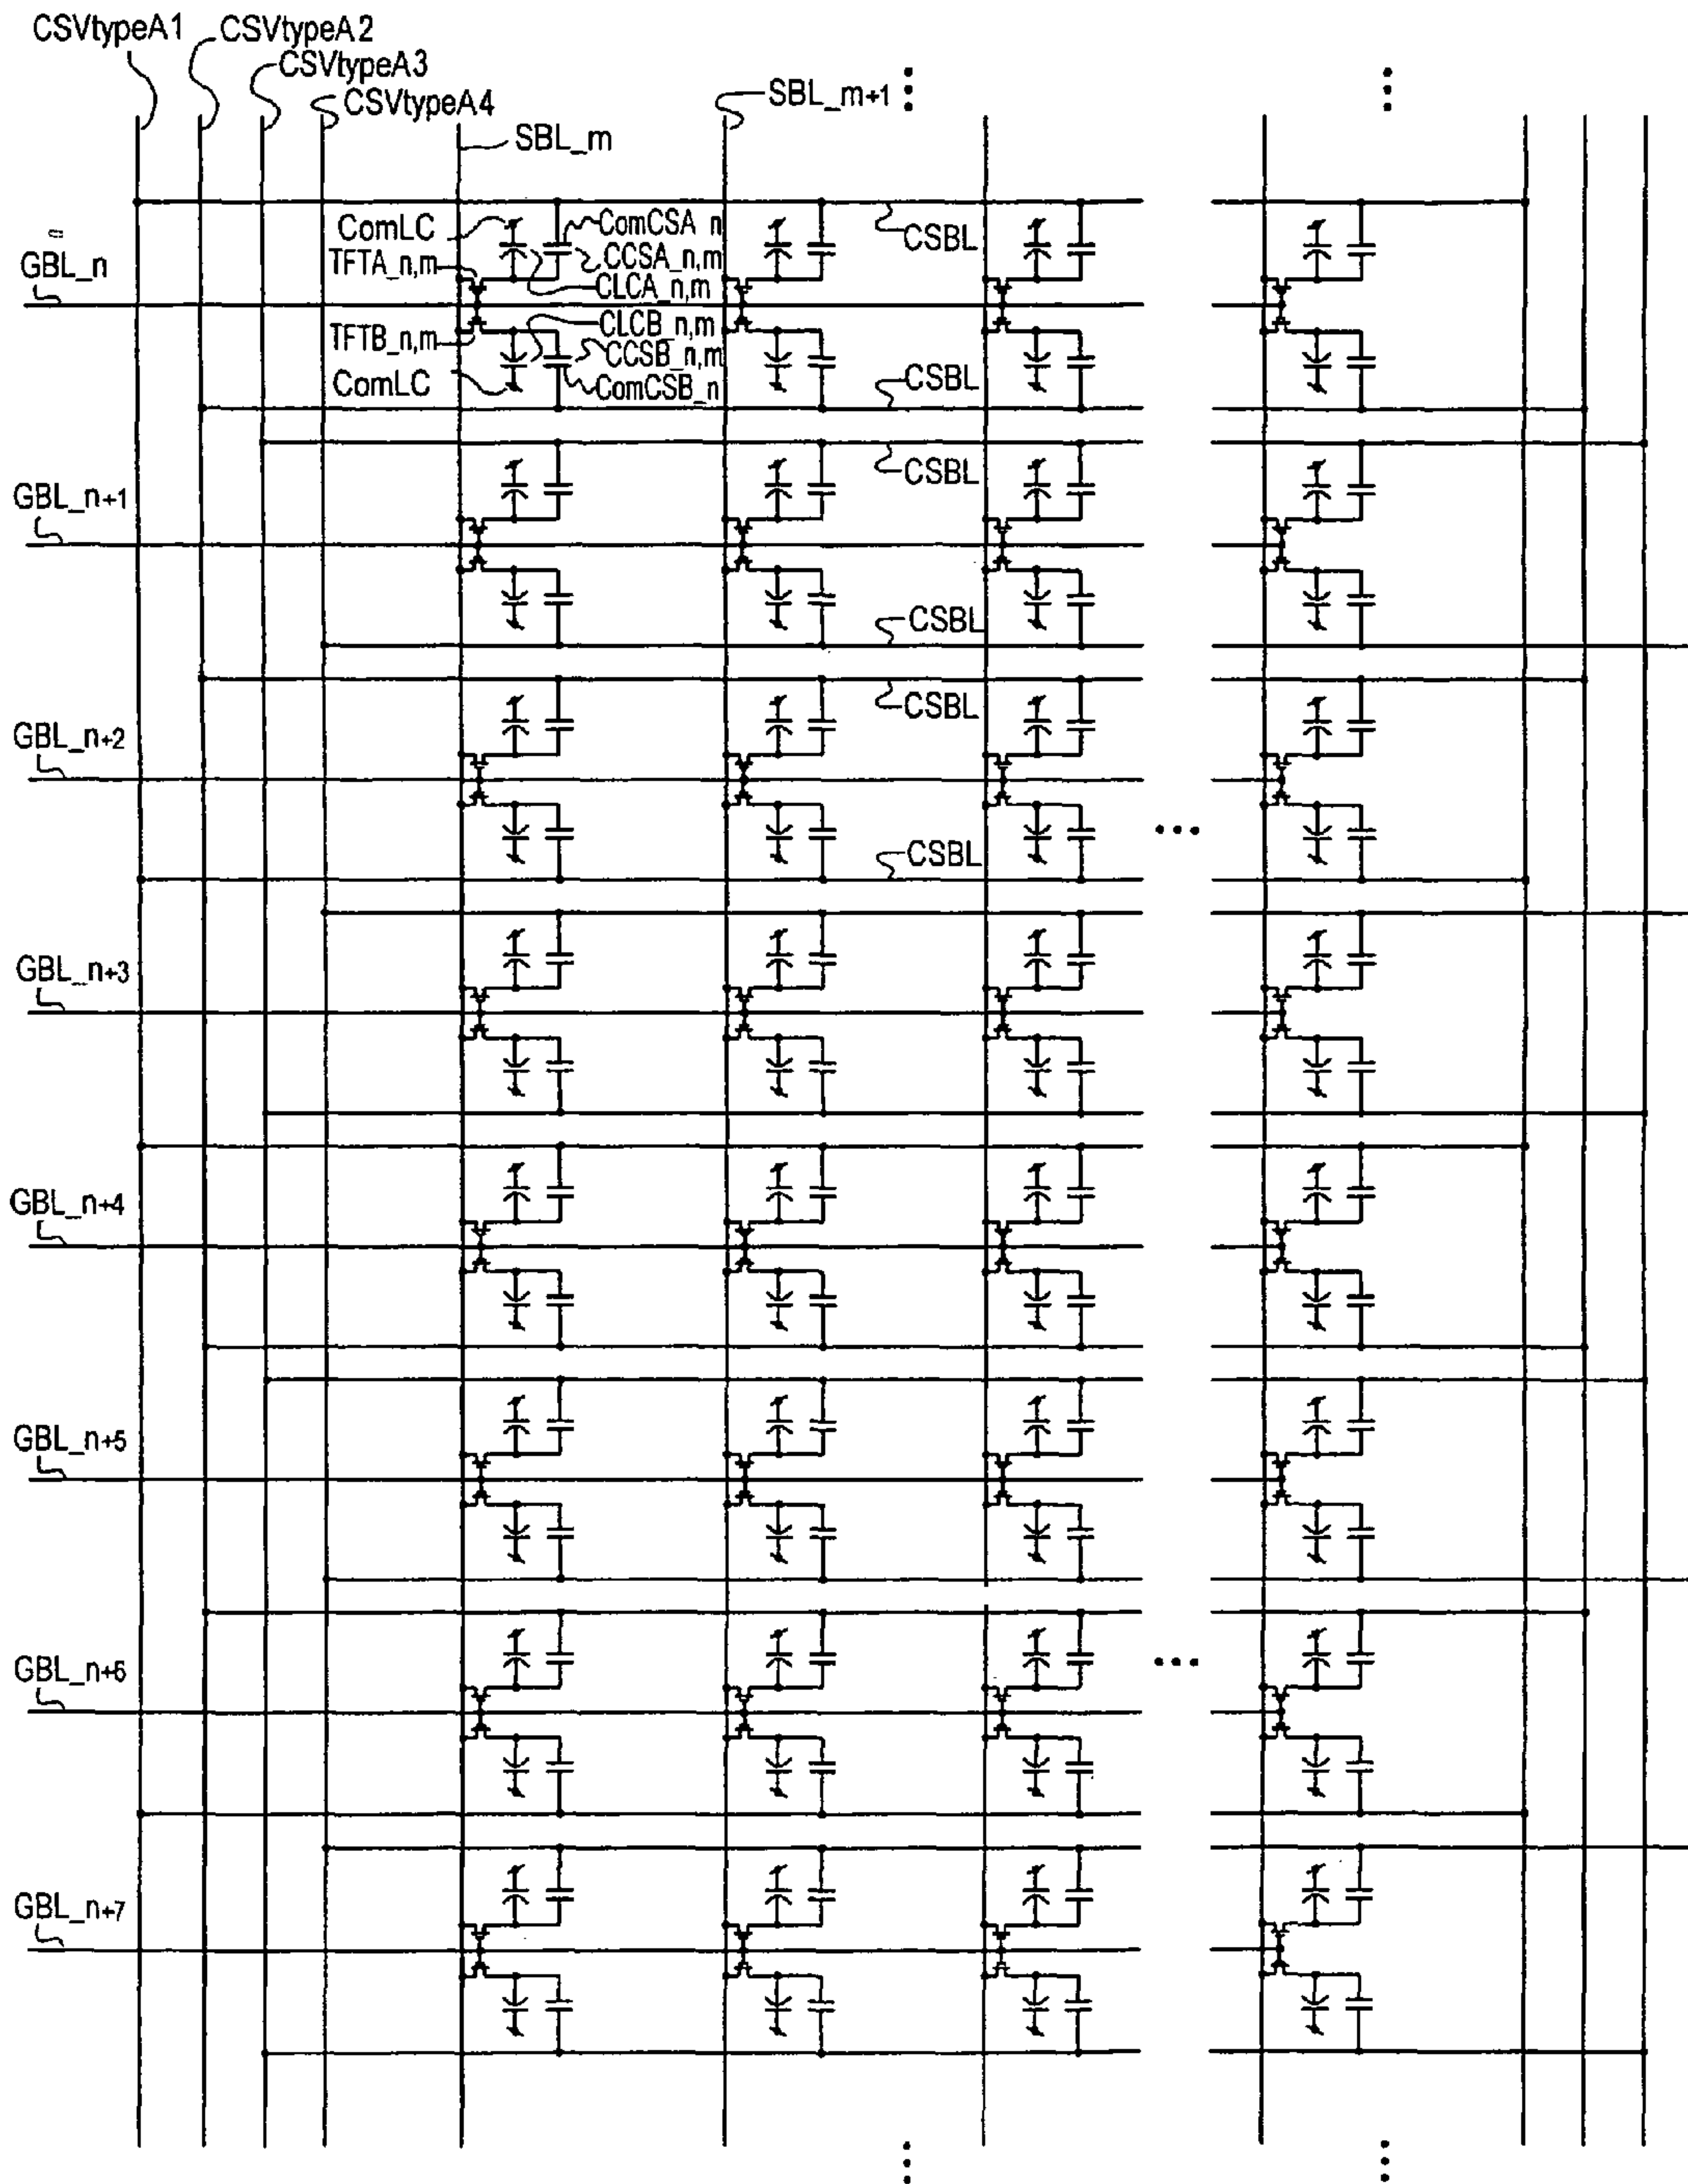 CSVtypeA1
CSVtypeA2
CSVtypeA3
CSVtypeA4
SBL_m
SBL_m+1
ComLC
ComCSA_n
CSBL
GBL_n
TFTA_n,m
CCSA_n,m
CLCA_n,m
CLCB_n,m
TFTB_n,m
CCSB_n,m
ComLC
ComCSB_n
CSBL
CSBL
GBL_n+1
CSBL
CSBL
GBL_n+2
CSBL
GBL_n+3
GBL_n+4
GBL_n+5
GBL_n+6
GBL_n+7